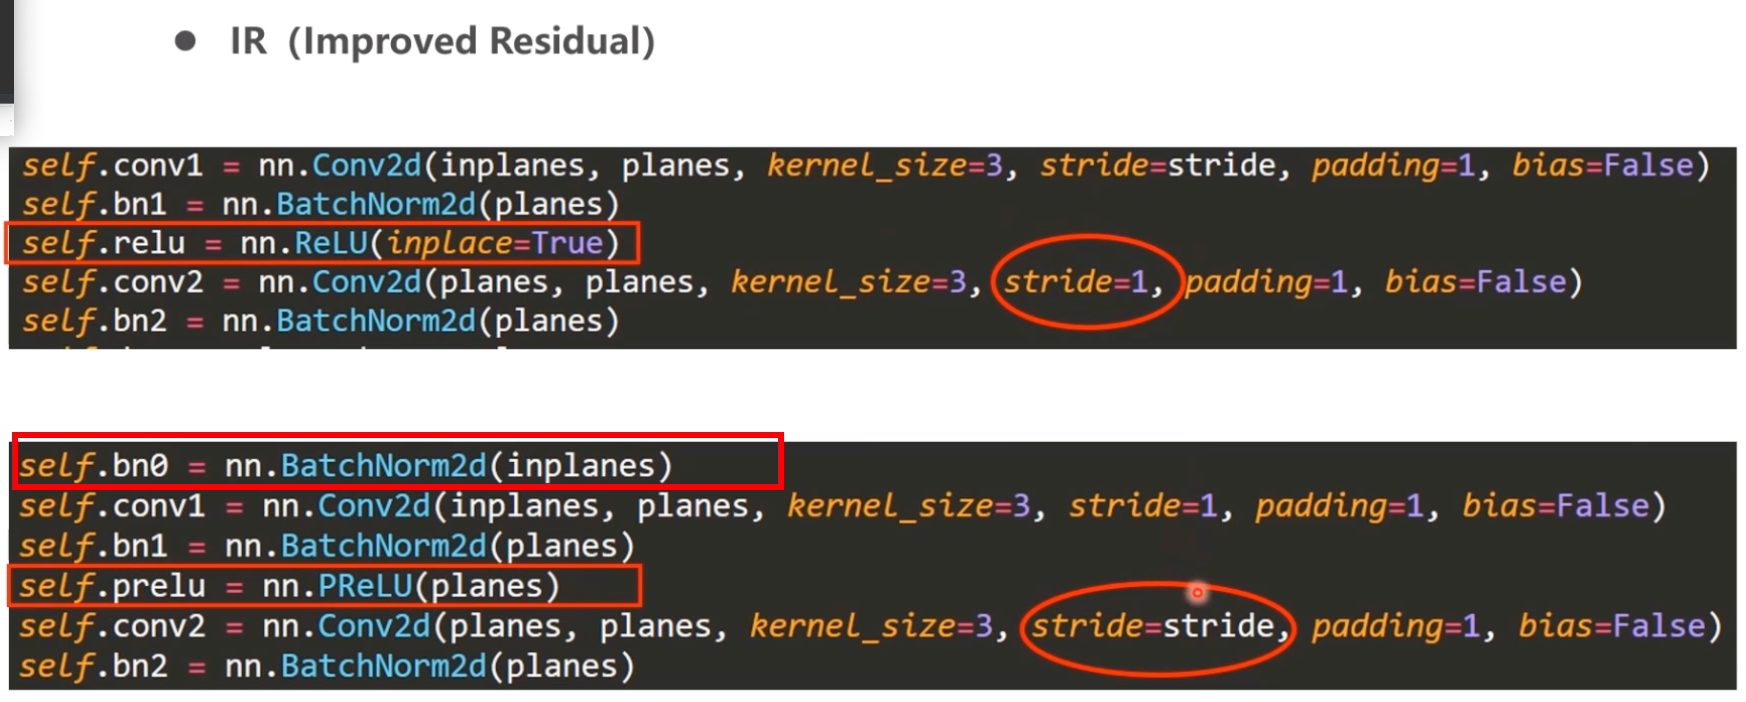 ● IR (Improved Residual)
self.conv1 = nn.Conv2d(inplanes, planes, kernel_size=3, stride=stride, padding=1, bias=False)
self.bn1 = nn.BatchNorm2d(planes)
self.relu = nn.ReLU(inplace=True)
self.conv2 = nn.Conv2d(planes, planes, kernel_size=3, stride=1, padding=1, bias=False)
self.bn2 = nn.BatchNorm2d(planes)
self.bn0 = nn.BatchNorm2d(inplanes)
self.conv1 = nn.Conv2d(inplanes, planes, kernel_size=3, stride=1, padding=1, bias=False)
self.bn1 = nn.BatchNorm2d(planes)
self.prelu = nn.PReLU(planes)
self.conv2 = nn.Conv2d(planes, planes, kernel_size=3, stride=stride, padding=1, bias=False)
self.bn2 = nn.BatchNorm2d(planes)